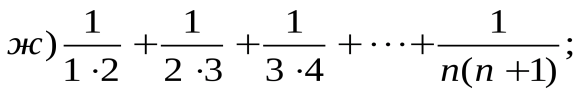 ж) 1/(1·2) + 1/(2·3) + 1/(3·4) + ··· + 1/(n(n+1));